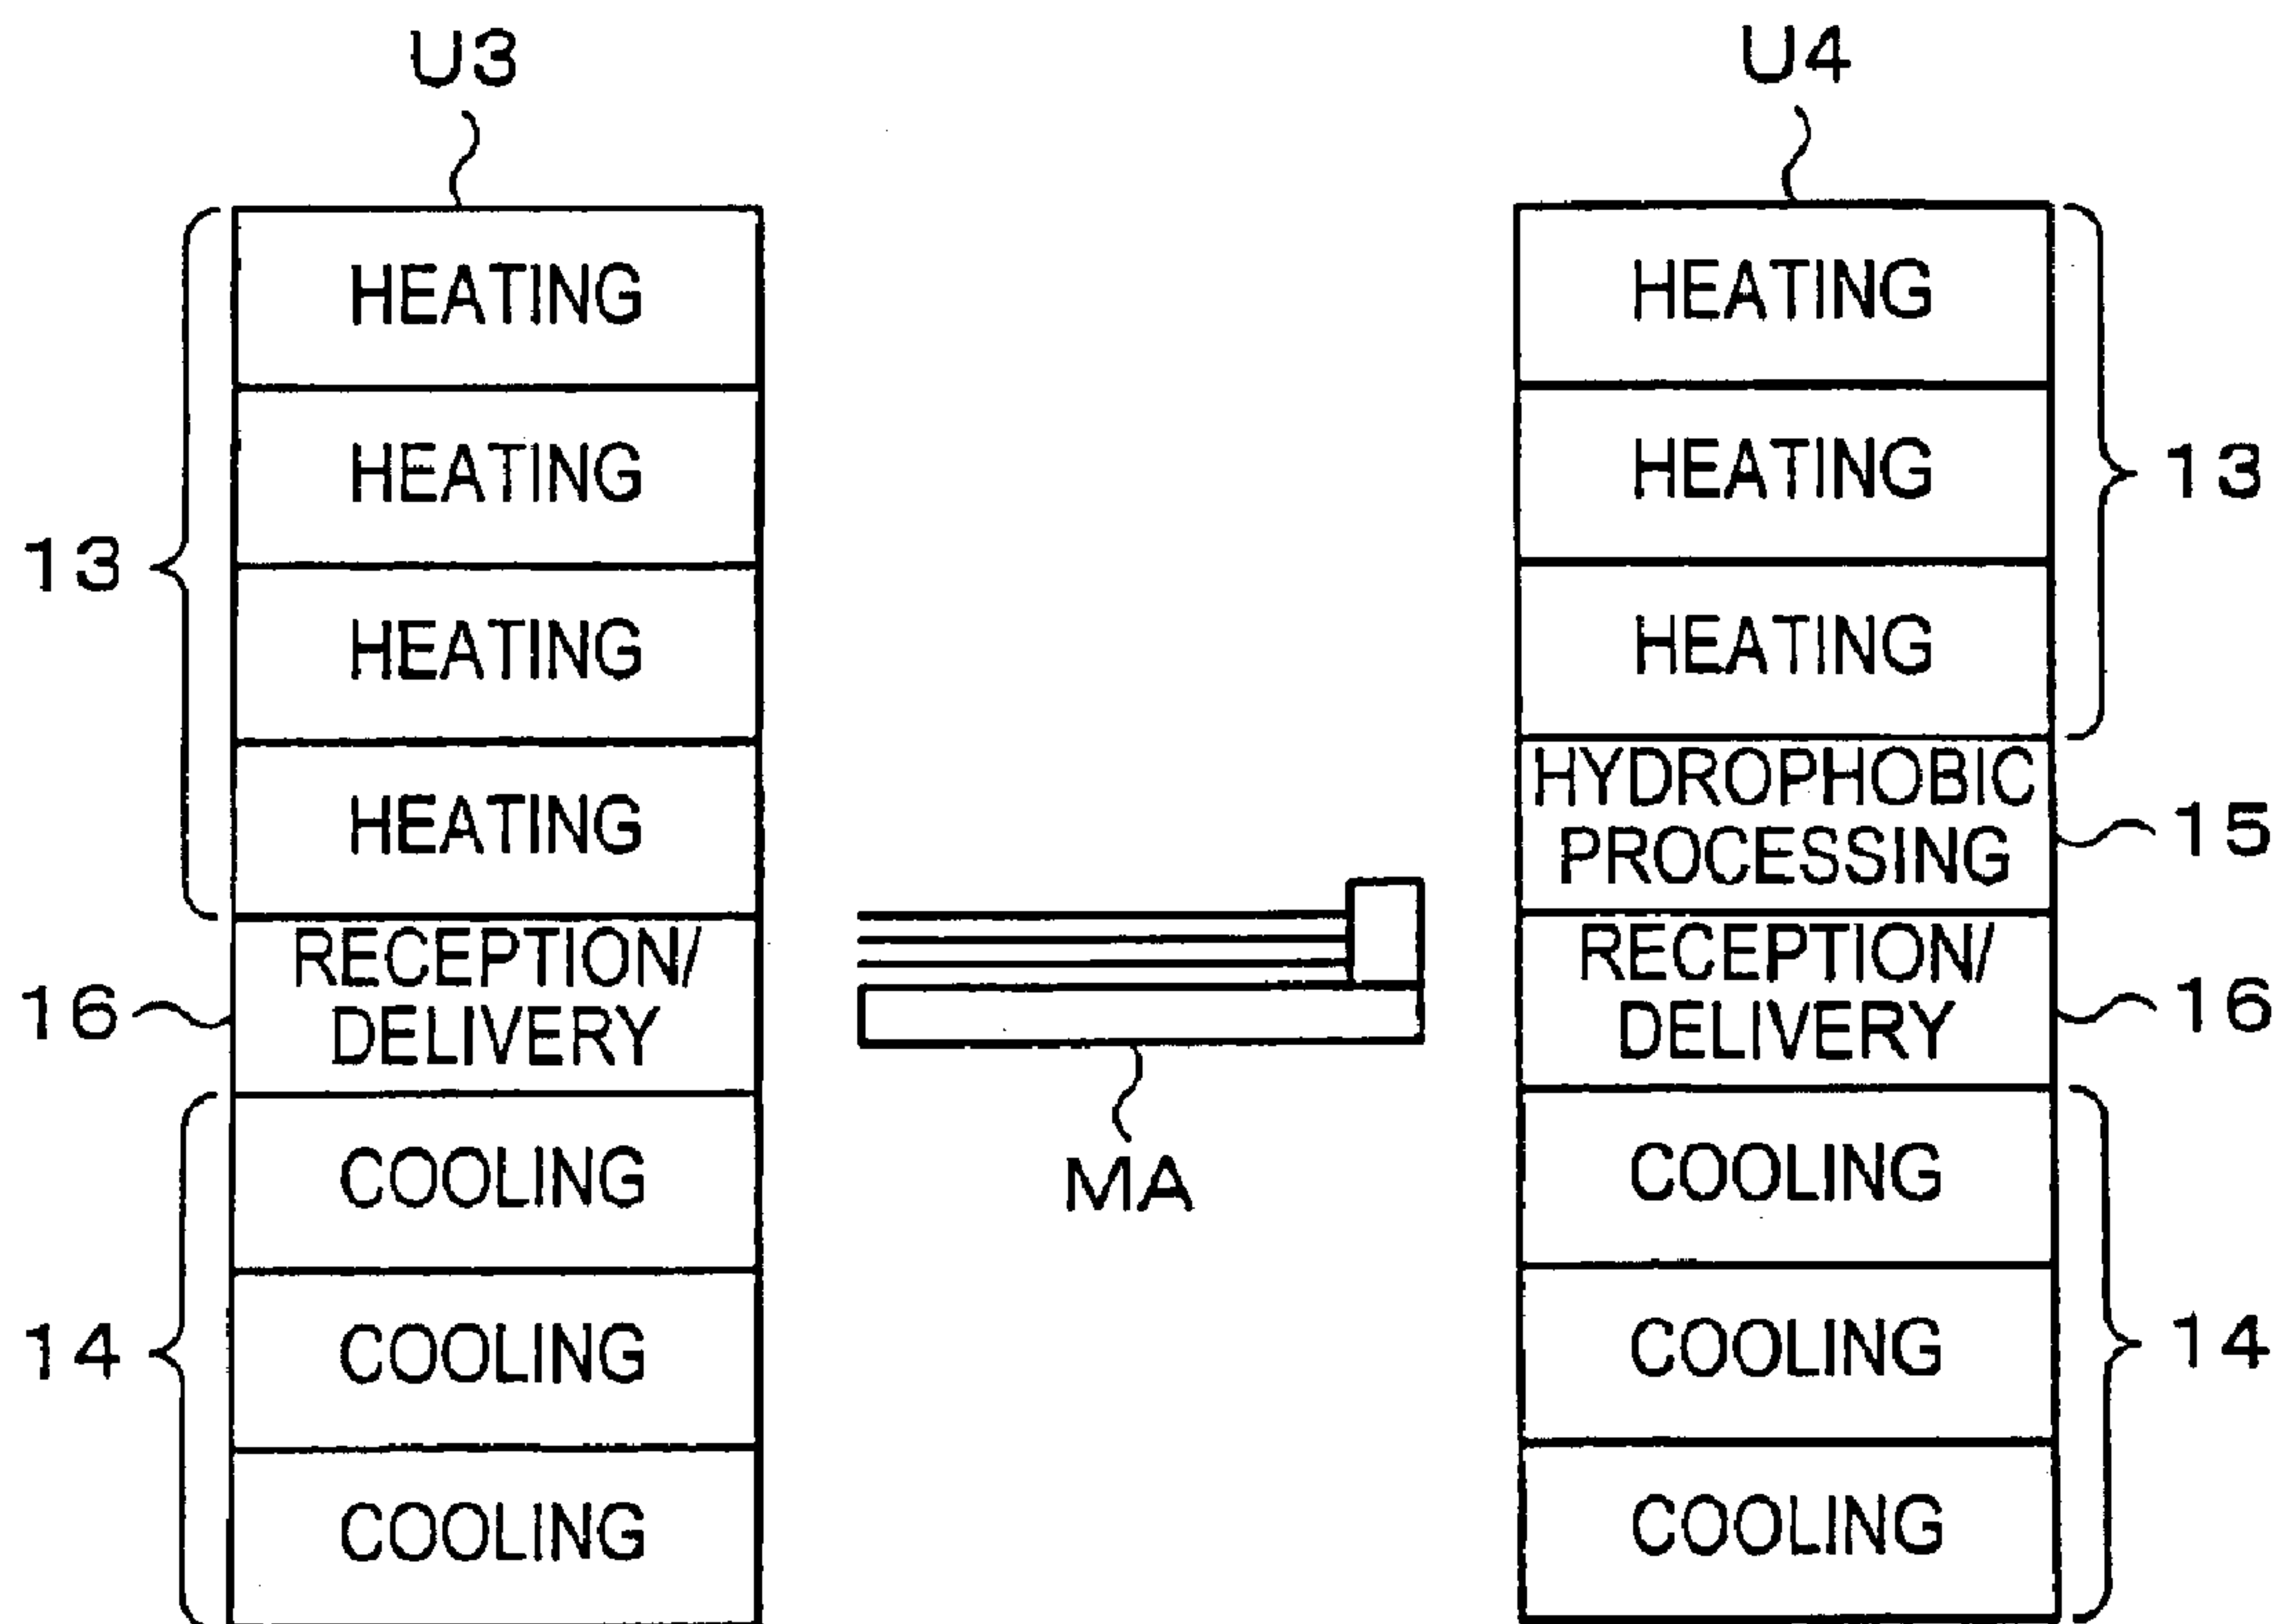 U3
HEATING
HEATING
HEATING
HEATING
RECEPTION/
DELIVERY
COOLING
COOLING
COOLING
13
16
14
MA
U4
HEATING
HEATING
HEATING
HYDROPHOBIC
PROCESSING
RECEPTION/
DELIVERY
COOLING
COOLING
COOLING
13
15
16
14